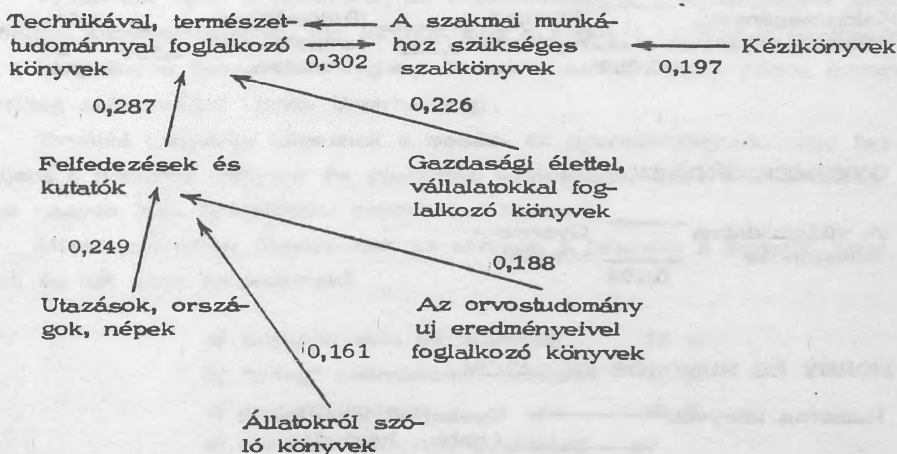 Technikával, természet-
tudománnyal foglalkozó
könyvek
0,302
A szakmai munká-
hoz szükséges
szakkönyvek
0,197
Kézikönyvek
0,287
0,226
Felfedezések és
kutatók
Gazdasági élettel,
vállalatokkal fog-
lalkozó könyvek
0,249
0,188
Utazások, orszá-
gok, népek
Az orvostudomány
uj eredményeivel
foglalkozó könyvek
0,161
Állatokról szó-
ló könyvek